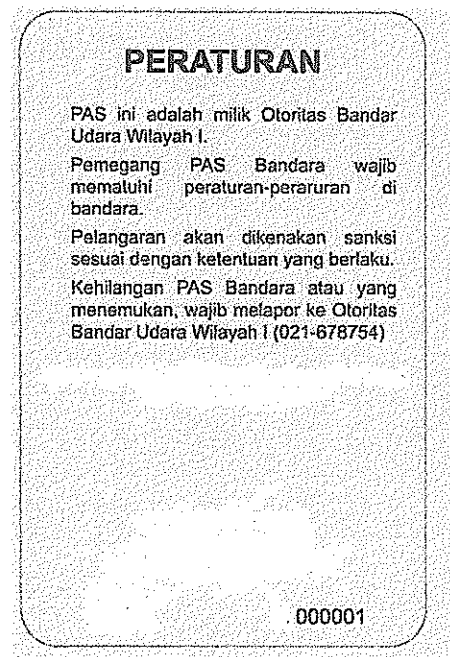 PERATURAN
PAS ini adalah milik Otoritas Bandar
Udara Wilayah I.
Pemegang PAS Bandara wajib
mematuhi peraturan-peraruran di
bandara.
Pelangaran akan dikenakan sanksi
sesuai dengan ketentuan yang berlaku.
Kehilangan PAS Bandara atau yang
menemukan, wajib melapor ke Otoritas
Bandar Udara Wilayah I (021-678754)
000001